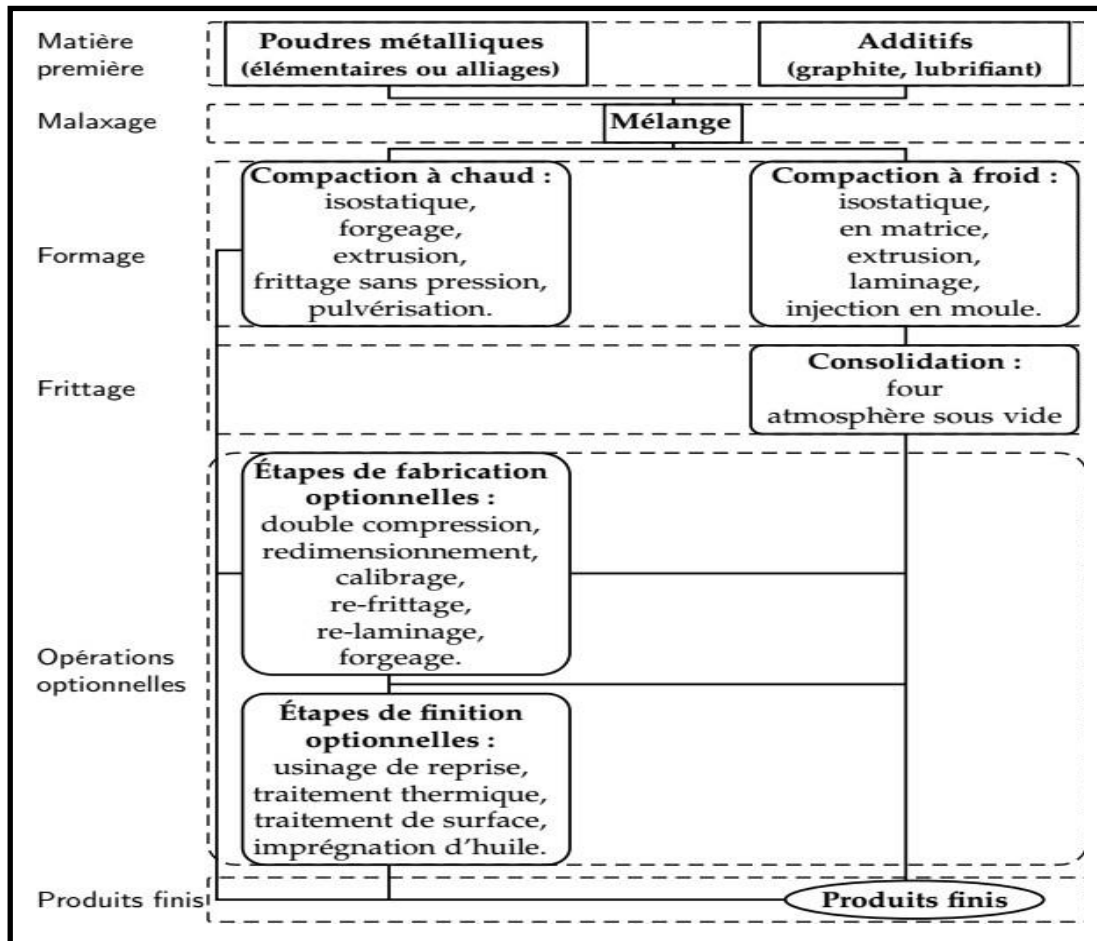 Matière
première
Poudres métalliques
(élémentaires ou alliages)
Additifs
(graphite, lubrifiant)
Malaxage
Mélange
Formage
Compaction à chaud :
isostatique,
forgeage,
extrusion,
frittage sans pression,
pulvérisation.
Compaction à froid :
isostatique,
en matrice,
extrusion,
laminage,
injection en moule.
Frittage
Consolidation :
four
atmosphère sous vide
Opérations
optionnelles
Étapes de fabrication
optionnelles :
double compression,
redimensionnement,
calibrage,
re-frittage,
re-laminage,
forgeage.
Étapes de finition
optionnelles :
usinage de reprise,
traitement thermique,
traitement de surface,
imprégnation d'huile.
Produits finis
Produits finis